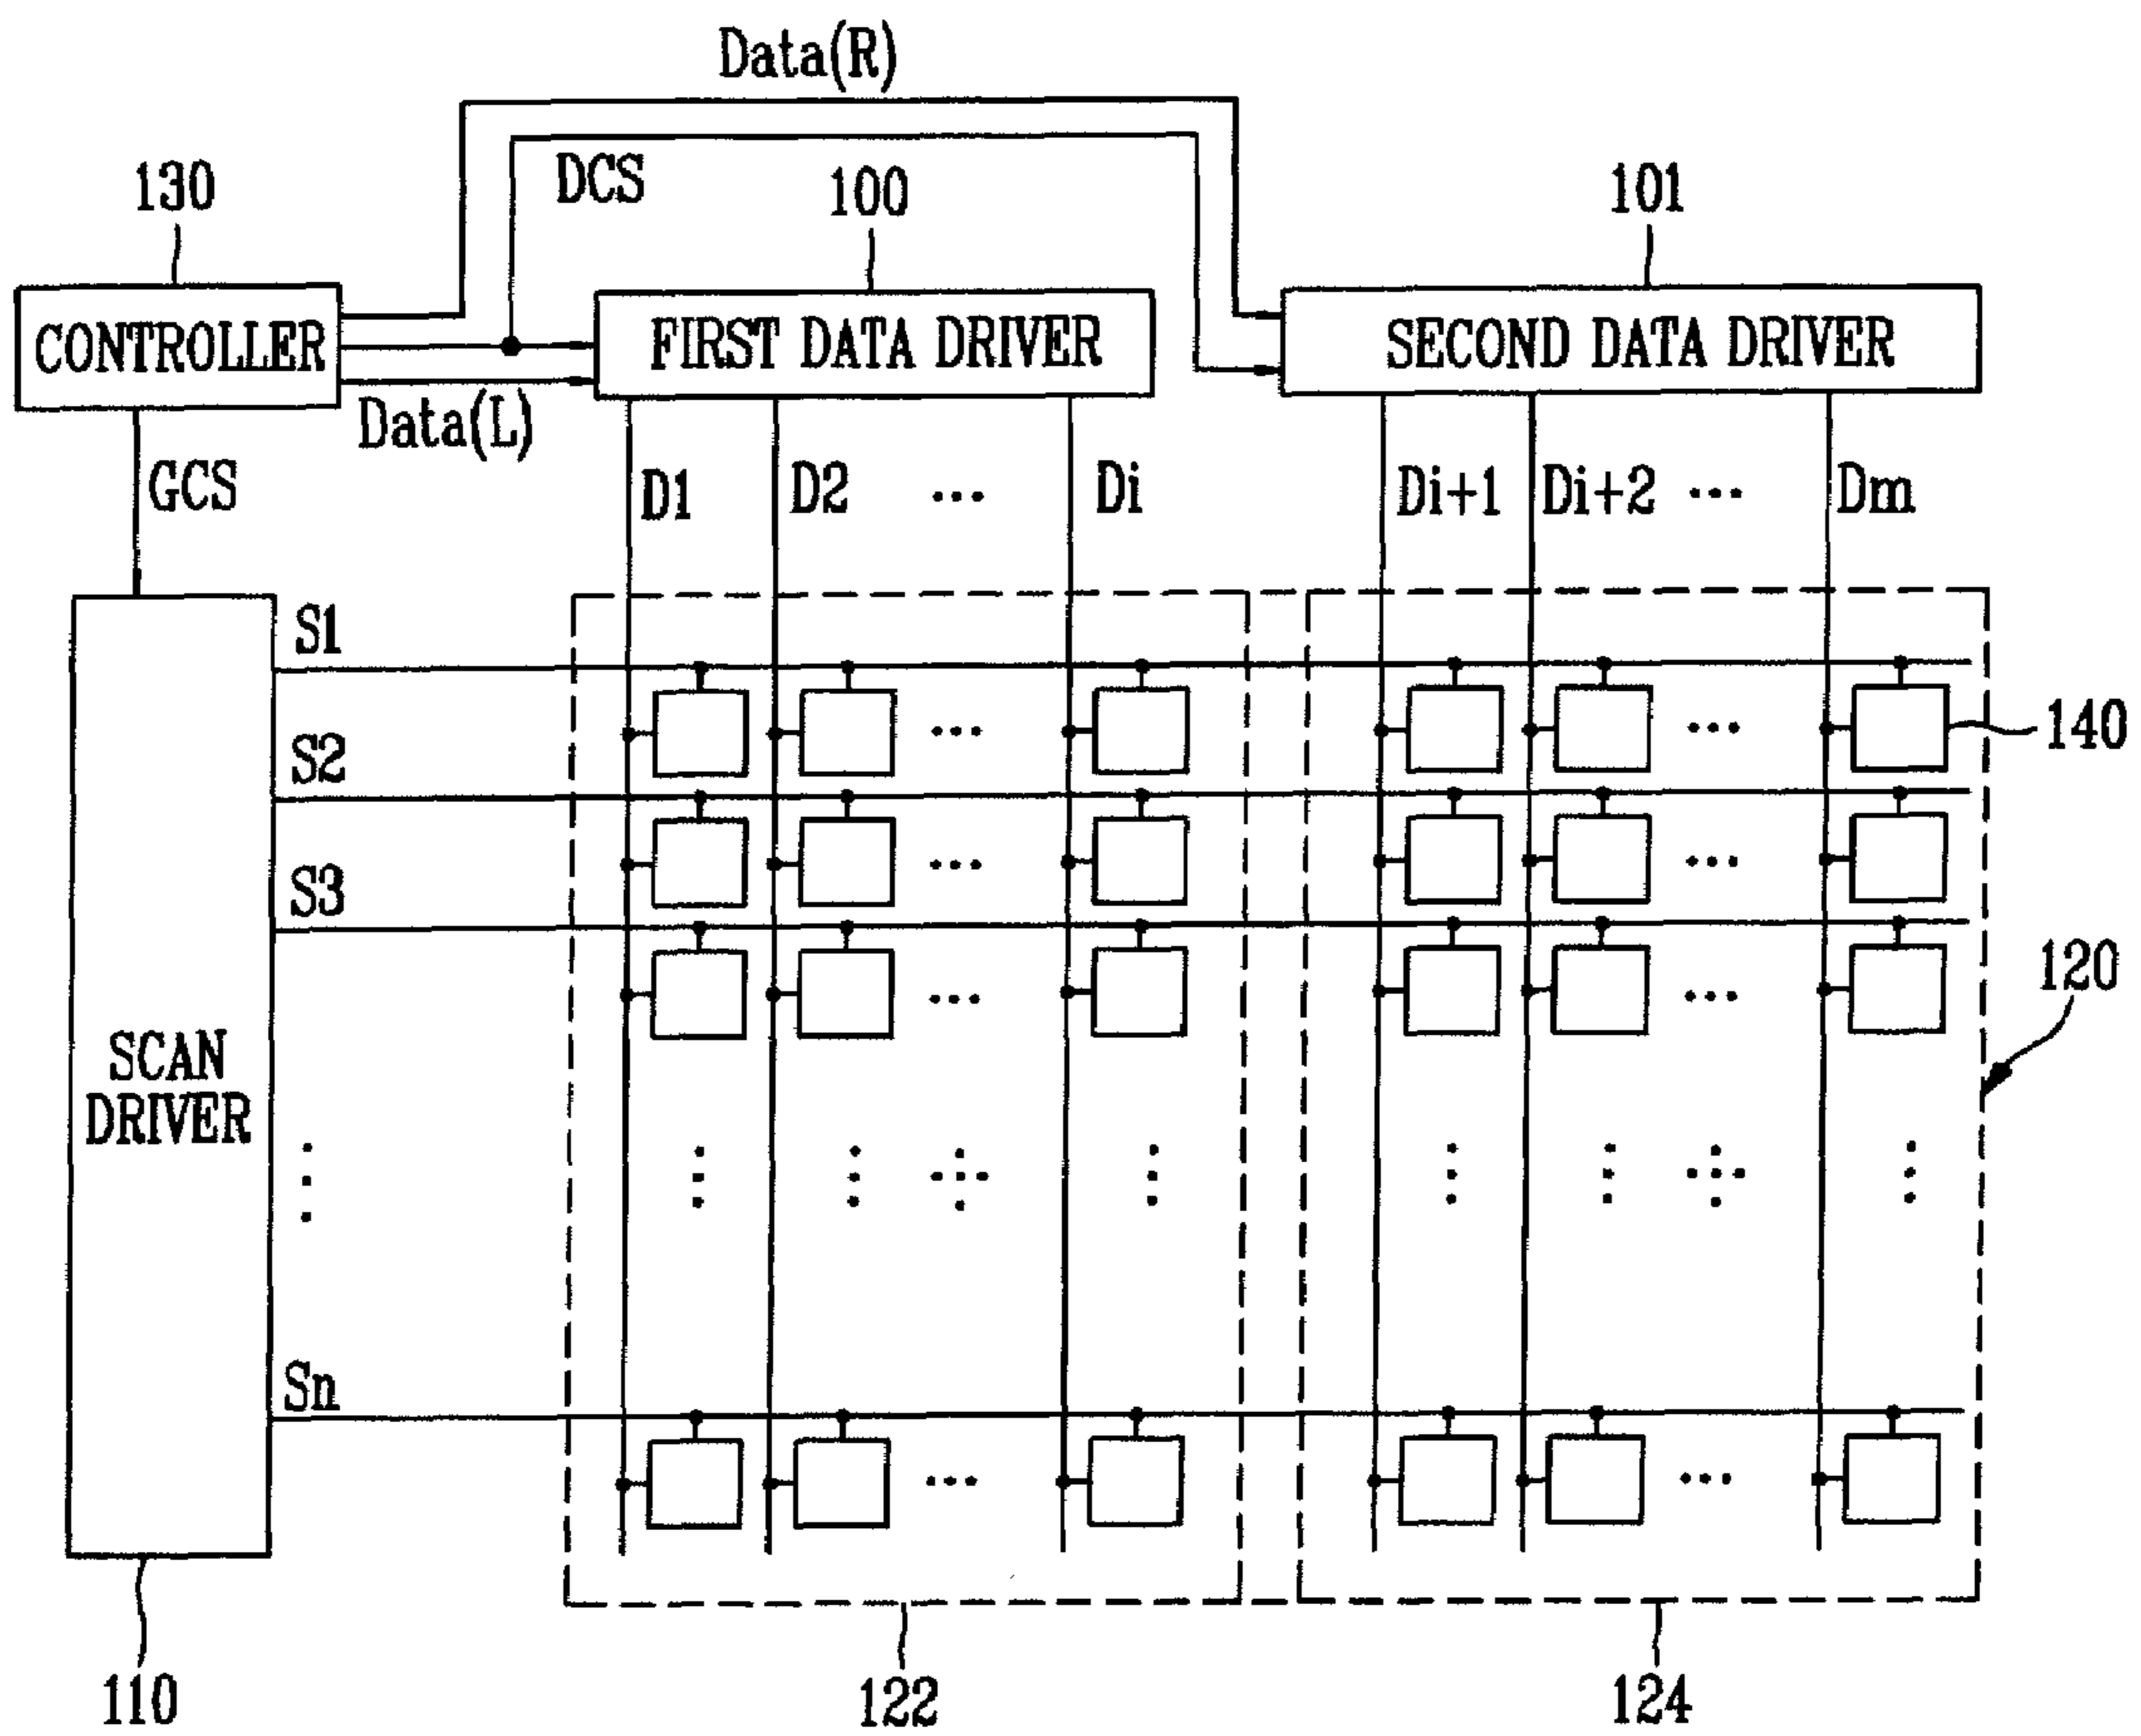 Data(R)
DCS
130
100
101
CONTROLLER
FIRST DATA DRIVER
SECOND DATA DRIVER
Data(L)
GCS
D1
D2
...
Di
Di+1
Di+2
...
Dm
S1
S2
S3
Sn
140
120
SCAN
DRIVER
110
122
124